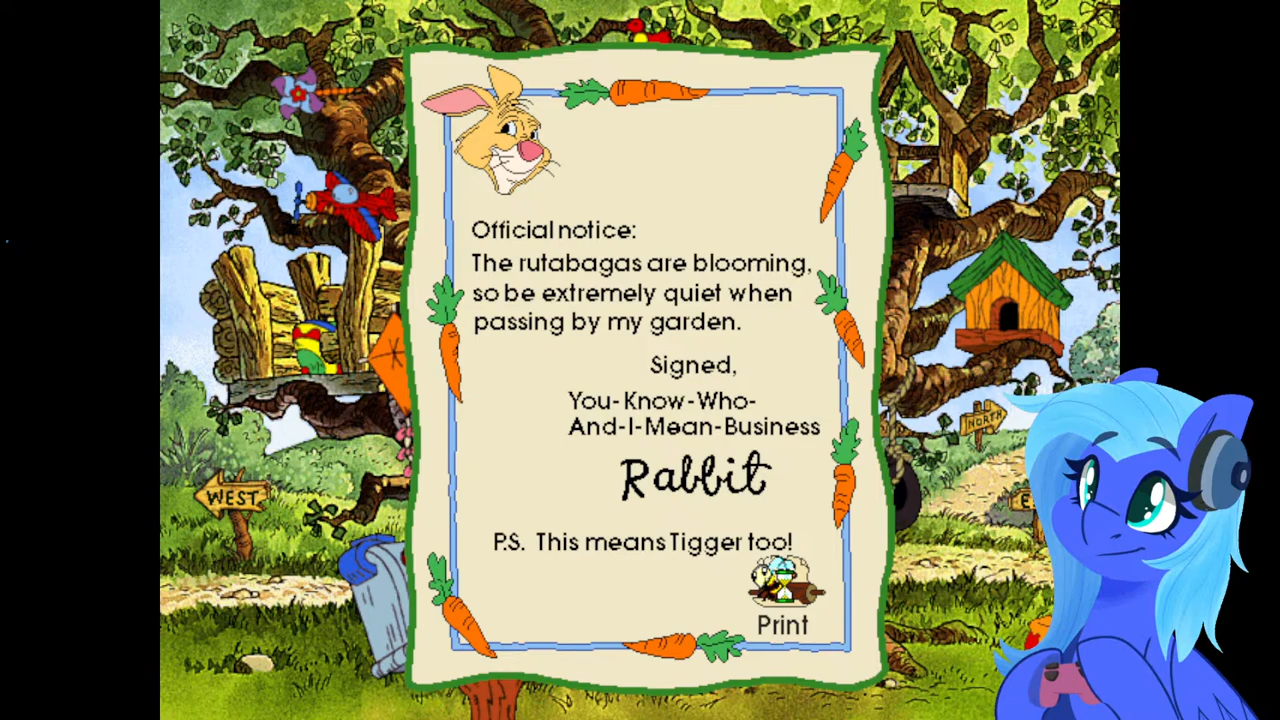 Official notice:
The rutabagas are blooming,
so be extremely quiet when
passing by my garden.
Signed,
You-Know-Who-
And-I-Mean-Business
Rabbit
P.S. This means Tigger too!
Print
WEST
NORTH